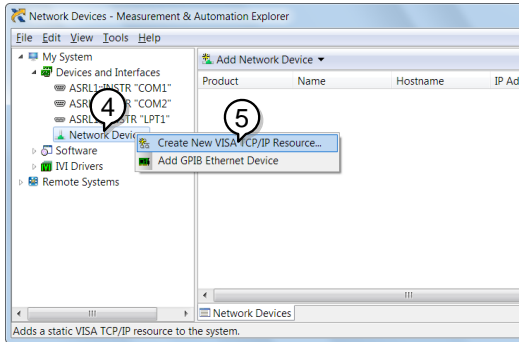 Network Devices - Measurement & Automation Explorer
File Edit View Tools Help
My System
Devices and Interfaces
ASRL1::INSTR "COM1"
ASRL "COM2"
ASRL INSTR "LPT1"
Network Devic
Software
IVI Drivers
Remote Systems
Add Network Device
Product Name Hostname IP Ad
4
5
Create New VISA TCP/IP Resource...
Add GPIB Ethernet Device
Network Devices
Adds a static VISA TCP/IP resource to the system.